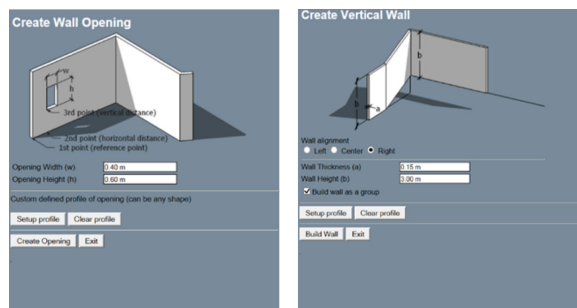 Create Wall Opening
w
h
3rd point (vertical distance)
2nd point (horizontal distance)
1st point (reference point)
Opening Width (w) 0.40 m
Opening Height (h) 0.60 m
Custom defined profile of opening (can be any shape)
Setup profile Clear profile
Create Opening Exit
Create Vertical Wall
b
b
a
Wall alignment
Left Center Right
Wall Thickness (a) 0.15 m
Wall Height (b) 3.00 m
Build wall as a group
Setup profile Clear profile
Build Wall Exit